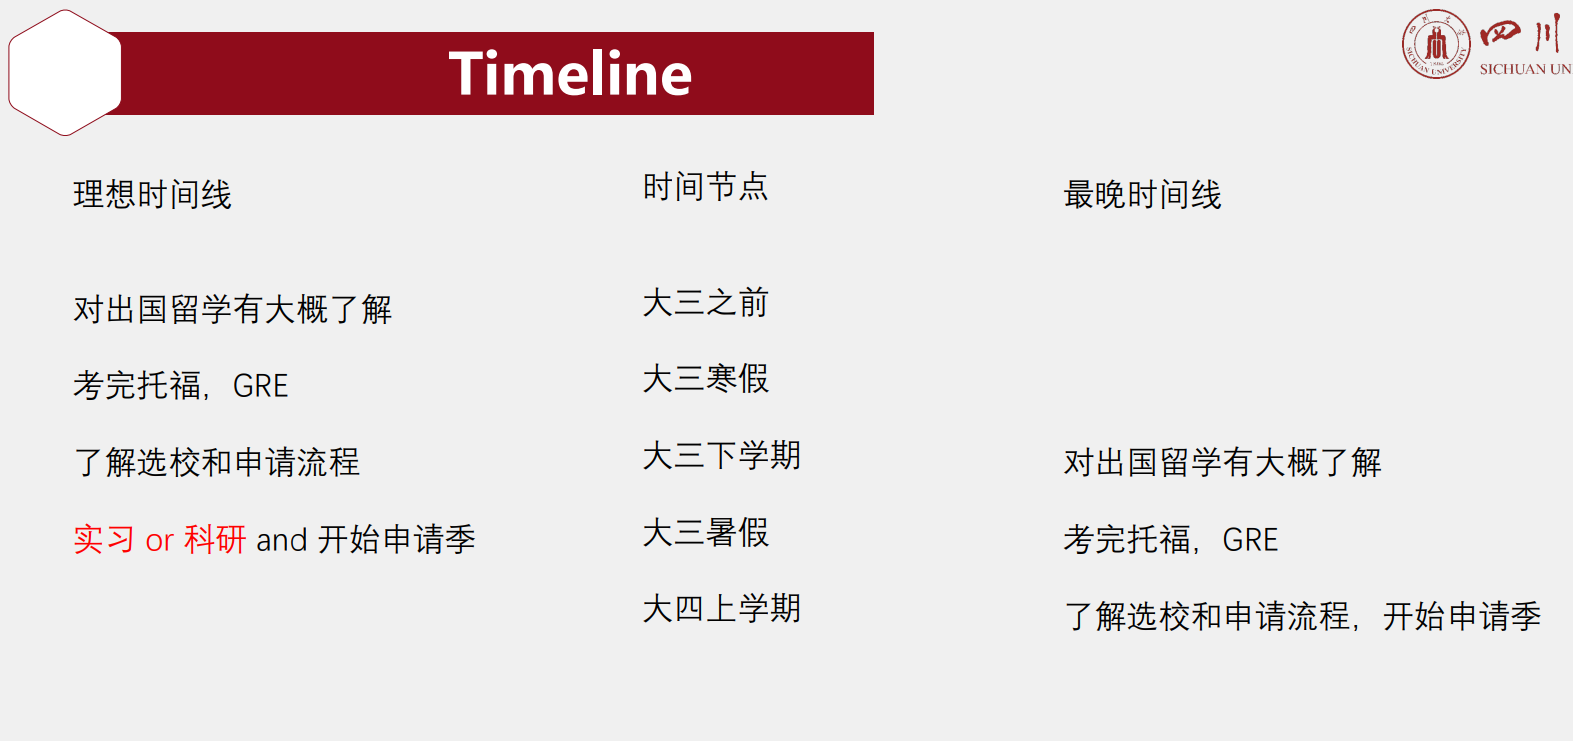 Timeline
四川
SICHUAN UNIVERSITY
1896
SICHUAN UN
理想时间线 时间节点 最晚时间线
对出国留学有大概了解 大三之前
考完托福，GRE 大三寒假
了解选校和申请流程 大三下学期 对出国留学有大概了解
实习 or 科研 and 开始申请季 大三暑假 考完托福，GRE
大四上学期 了解选校和申请流程，开始申请季